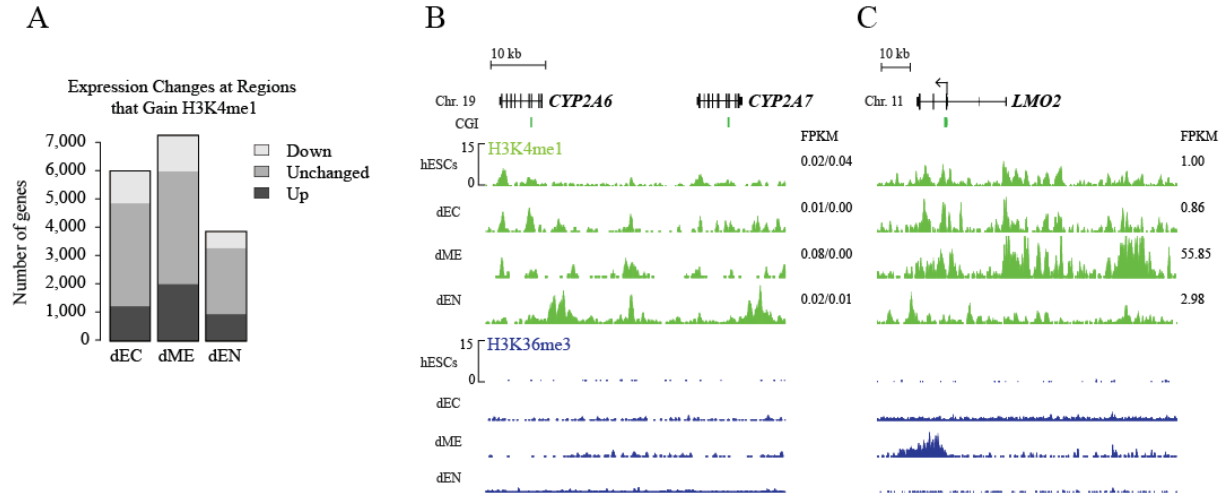 A
Expression Changes at Regions
that Gain H3K4me1
Number of genes
7,000
6,000
5,000
4,000
3,000
2,000
1,000
0
Down
Unchanged
Up
dEC dME dEN
B
10 kb
Chr. 19
CYP2A6
CYP2A7
CGI
FPKM
15
0
H3K4me1
hESCs
0.02/0.04
dEC
0.01/0.00
dME
0.08/0.00
dEN
0.02/0.01
15
0
H3K36me3
hESCs
dEC
dME
dEN
C
10 kb
Chr. 11
LMO2
FPKM
1.00
0.86
55.85
2.98